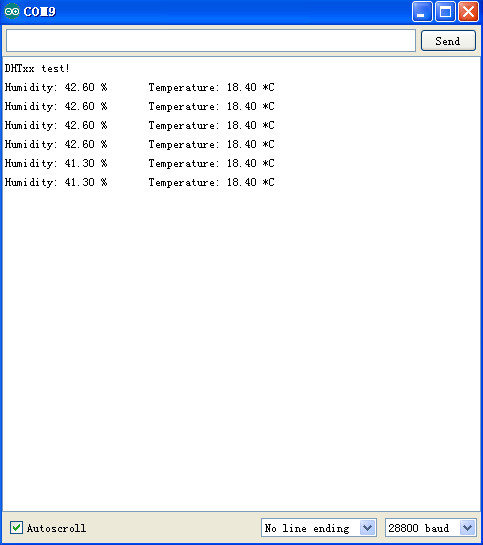 COM9
Send
DHTxx test!
Humidity: 42.60 % Temperature: 18.40 *C
Humidity: 42.60 % Temperature: 18.40 *C
Humidity: 42.60 % Temperature: 18.40 *C
Humidity: 42.60 % Temperature: 18.40 *C
Humidity: 41.30 % Temperature: 18.40 *C
Humidity: 41.30 % Temperature: 18.40 *C
Autoscroll No line ending 28800 baud